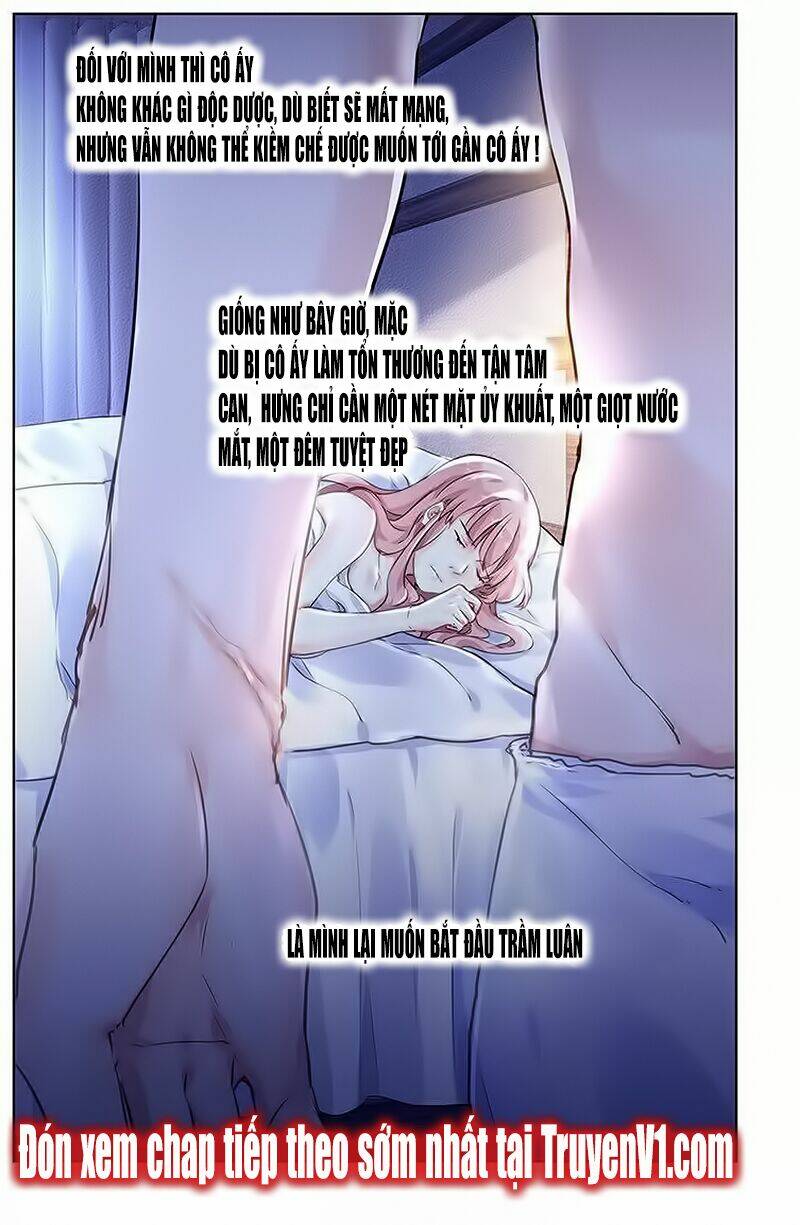 ĐỐI VỚI MÌNH THÌ CÔ ẤY
KHÔNG KHÁC GÌ ĐỘC DƯỢC, DÙ BIẾT SẼ MẤT MẠNG,
NHƯNG VẪN KHÔNG THỂ KIỀM CHẾ ĐƯỢC MUỐN TỚI GẦN CÔ ẤY !
GIỐNG NHƯ BÂY GIỜ, MẶC
DÙ BỊ CÔ ẤY LÀM TỔN THƯƠNG ĐẾN TẬN TÂM
CAN, HƯNG CHỈ CẦN MỘT NÉT MẶT ỦY KHUẤT, MỘT GIỌT NƯỚC
MẮT, MỘT ĐÊM TUYỆT ĐẸP
LÀ MÌNH LẠI MUỐN BẮT ĐẦU TRẦM LUÂN
Đón xem chap tiếp theo sớm nhất tại TruyenV1.com